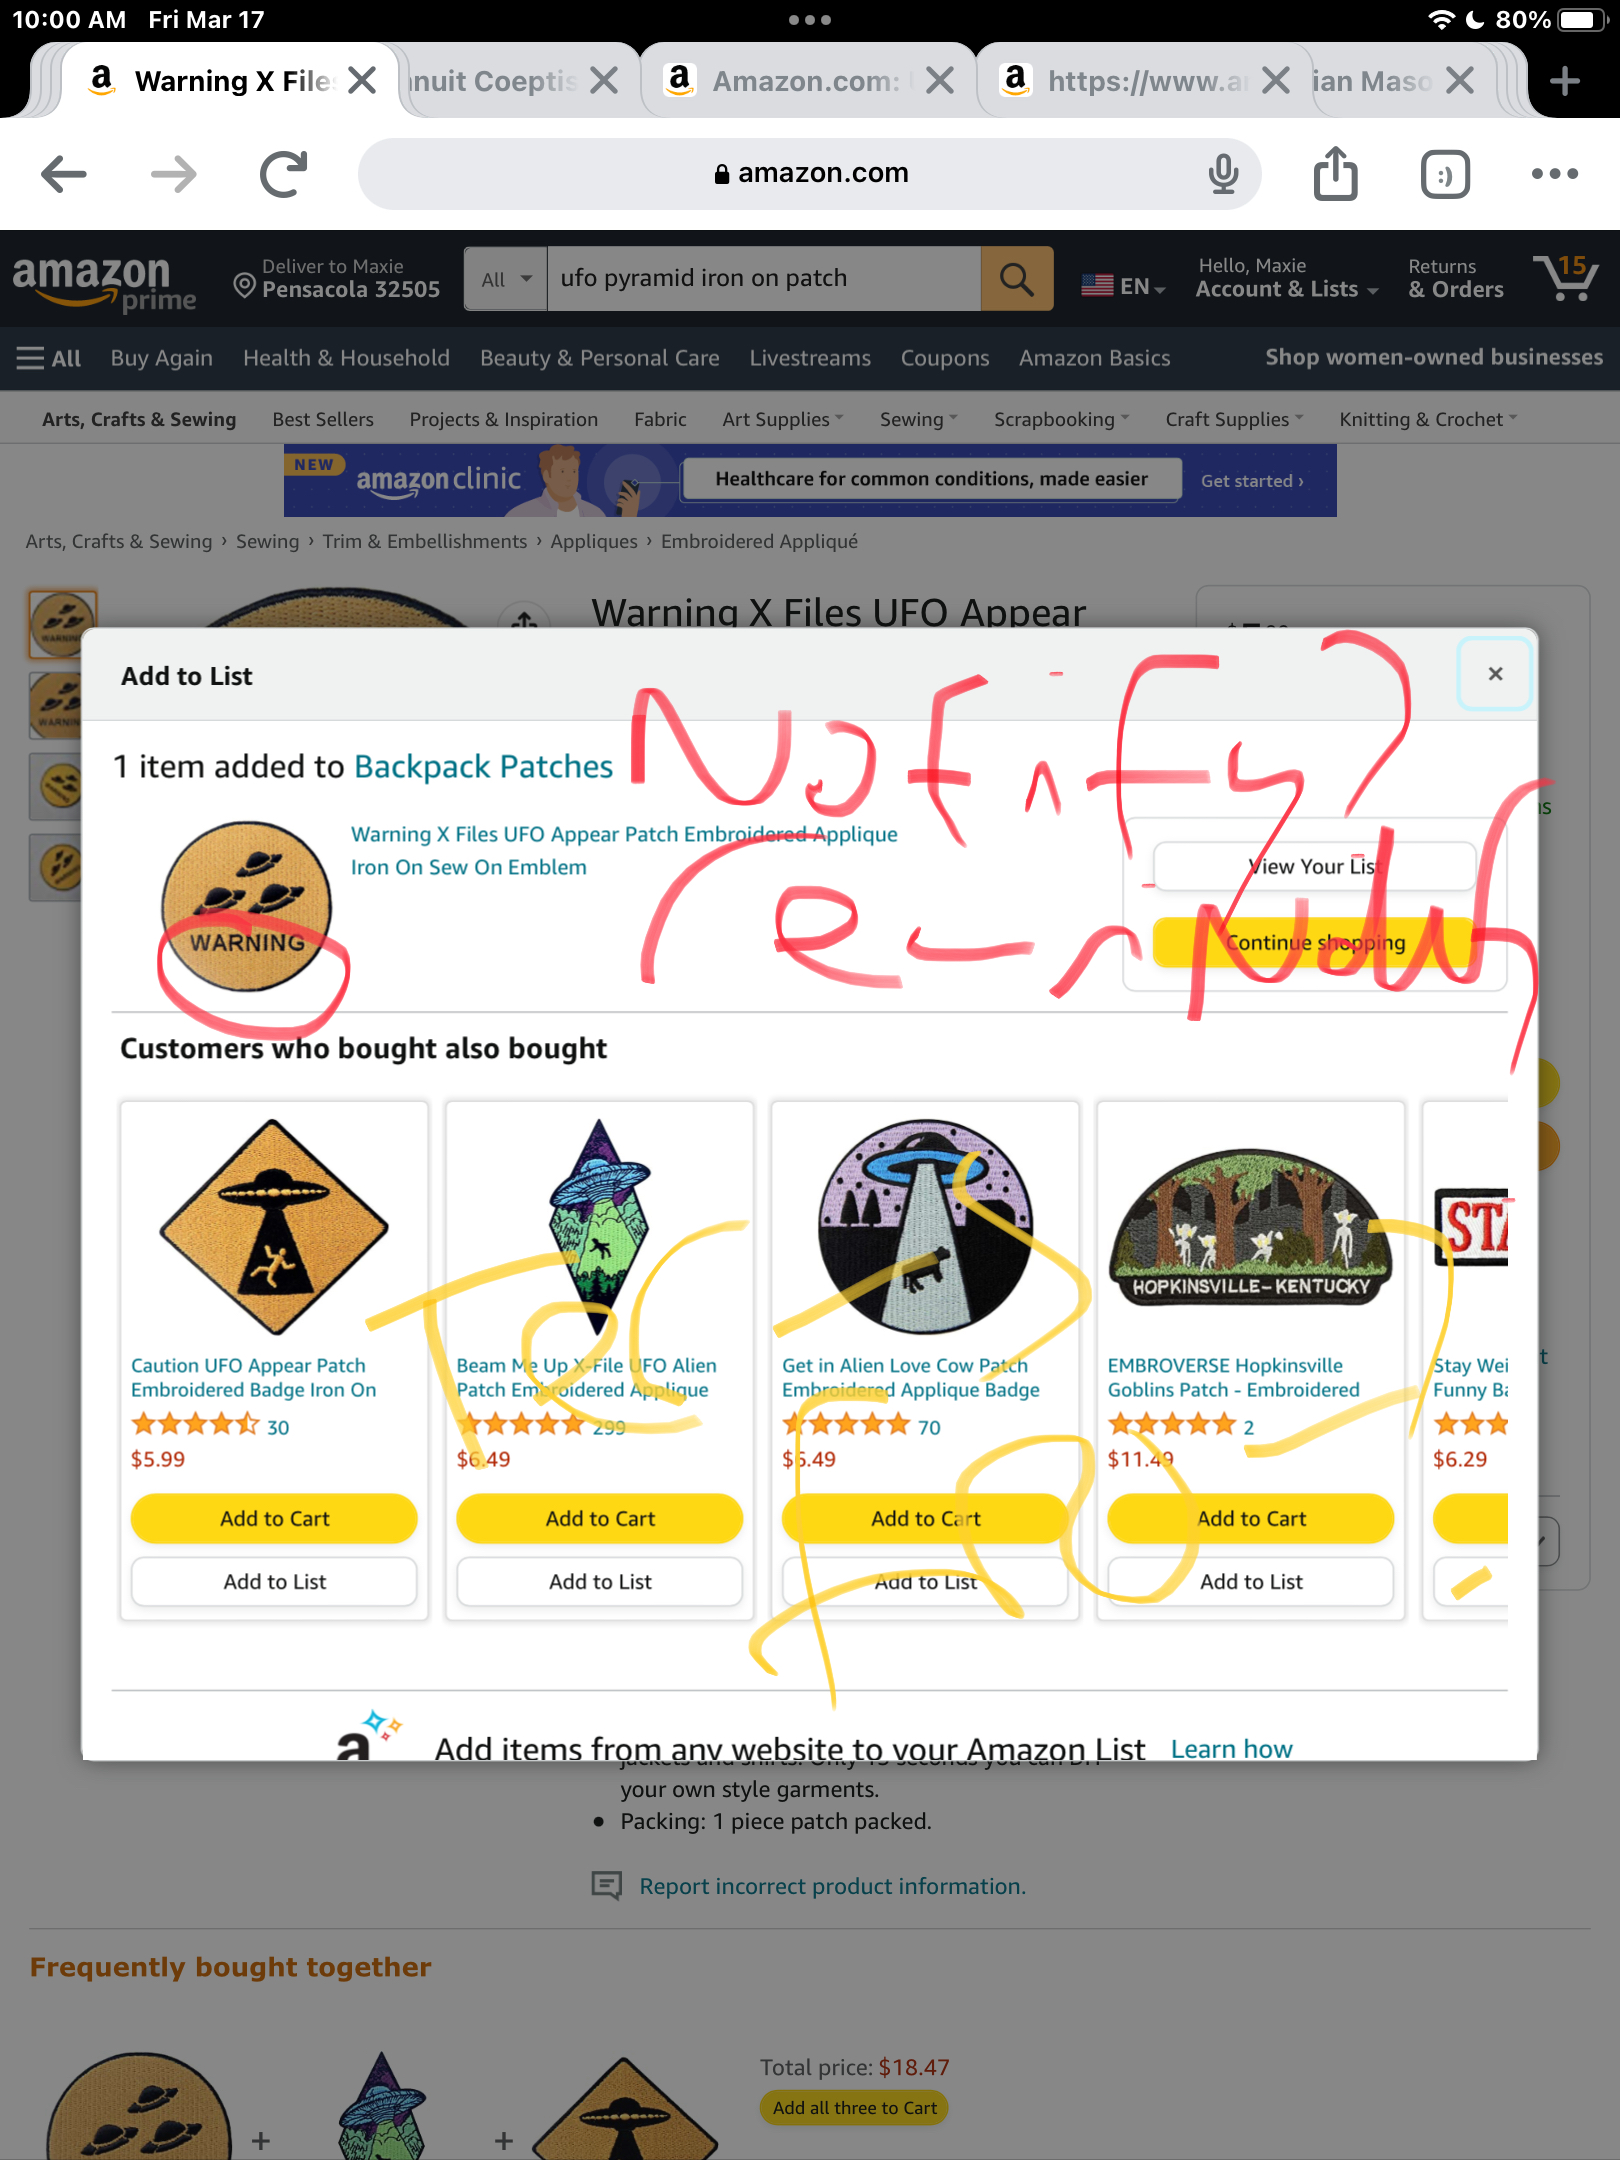 10:00 AM Fri Mar 17
80%
Warning X File
nuit Coeptis
Amazon.com:
https://www.a
ian Maso
amazon.com
amazon prime
Deliver to Maxie
Pensacola 32505
All
ufo pyramid iron on patch
EN
Hello, Maxie
Account & Lists
Returns
& Orders
15
All Buy Again Health & Household Beauty & Personal Care Livestreams Coupons Amazon Basics Shop women-owned businesses
Arts, Crafts & Sewing Best Sellers Projects & Inspiration Fabric Art Supplies Sewing Scrapbooking Craft Supplies Knitting & Crochet
NEW
amazon clinic
Healthcare for common conditions, made easier
Get started ›
Arts, Crafts & Sewing › Sewing › Trim & Embellishments › Appliques › Embroidered Appliqué
Warning X Files UFO Appear
Add to List
1 item added to Backpack Patches
WARNING
Warning X Files UFO Appear Patch Embroidered Applique
Iron On Sew On Emblem
View Your List
Continue shopping
Customers who bought also bought
HOPKINSVILLE-KENTUCKY
STA
Caution UFO Appear Patch
Embroidered Badge Iron On
30
$5.99
Add to Cart
Add to List
Beam Me Up X-File UFO Alien
Patch Embroidered Applique
299
$6.49
Add to Cart
Add to List
Get in Alien Love Cow Patch
Embroidered Applique Badge
70
$5.49
Add to Cart
Add to List
EMBROVERSE Hopkinsville
Goblins Patch - Embroidered
2
$11.49
Add to Cart
Add to List
Stay Wei
Funny Ba
$6.29
Add items from any website to your Amazon List Learn how
your own style garments.
Packing: 1 piece patch packed.
Report incorrect product information.
Frequently bought together
Total price: $18.47
Add all three to Cart